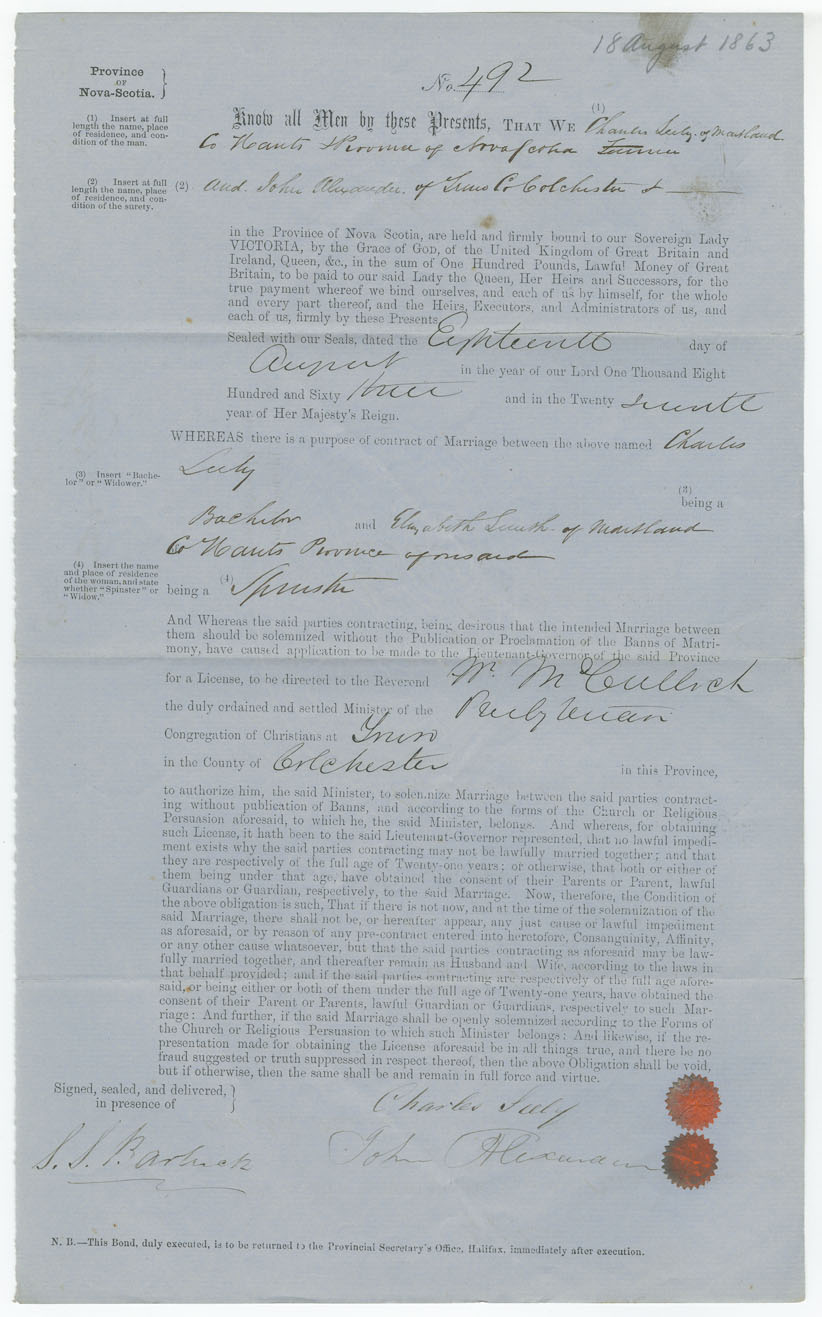 18 August 1863
Province
OF
Nova-Scotia.
No. 492
(1) Insert at full
length the name, place
of residence, and con-
dition of the man.
Know all Men by these Presents, THAT WE (1) Charles of Maitland
Co Hants & Province of Nova Scotia
(2) Insert at full
length the name, place
of residence, and con-
dition of the surety.
(2) and John Alexander of Truro Co Colchester &
in the Province of Nova Scotia, are held and firmly bound to our Sovereign Lady
VICTORIA, by the Grace of GOD, of the United Kingdom of Great Britain and
Ireland, Queen, &c., in the sum of One Hundred Pounds, Lawful Money of Great
Britain, to be paid to our said Lady the Queen, Her Heirs and Successors, for the
true payment whereof we bind ourselves, and each of us by himself, for the whole
and every part thereof, and the Heirs, Executors, and Administrators of us, and
each of us, firmly by these Presents
Sealed with our Seals, dated the Eighteenth day of
August in the year of our Lord One Thousand Eight
Hundred and Sixty three and in the Twenty seventh
year of Her Majesty's Reign.
WHEREAS there is a purpose of contract of Marriage between the above named Charles
(3) Insert "Bache-
lor" or "Widower."
(3)
being a
Bachelor and Elizabeth of Maitland
Co Hants Province aforesaid
(4) Insert the name
and place of residence
of the woman, and state
whether "Spinster" or
"Widow."
being a (4) Spinster
And Whereas the said parties contracting, being desirous that the intended Marriage between
them should be solemnized without the Publication or Proclamation of the Banns of Matri-
mony, have caused application to be made to the Lieutenant-Governor of the said Province
for a License, to be directed to the Reverend Wm. McCulloch
the duly ordained and settled Minister of the Presbyterian
Congregation of Christians at Truro
in the County of Colchester in this Province,
to authorize him, the said Minister, to solemnize Marriage between the said parties contract-
ing without publication of Banns, and according to the forms of the Church or Religious
Persuasion aforesaid, to which he, the said Minister, belongs. And whereas, for obtaining
such License, it hath been to the said Lieutenant-Governor represented, that no lawful impedi-
ment exists why the said parties contracting may not be lawfully married together; and that
they are respectively of the full age of Twenty-one years: or otherwise, that both or either of
them being under that age, have obtained the consent of their Parents or Parent, lawful
Guardians or Guardian, respectively, to the said Marriage. Now, therefore, the Condition of
the above obligation is such, That if there is not now, and at the time of the solemnization of the
said Marriage, there shall not be, or hereafter appear, any just cause or lawful impediment
as aforesaid, or by reason of any pre-contract entered into heretofore, Consanguinity, Affinity,
or any other cause whatsoever, but that the said parties contracting as aforesaid may be law-
fully married together, and thereafter remain as Husband and Wife, according to the laws in
that behalf provided; and if the said parties contracting are respectively of the full age afore-
said, or being either or both of them under the full age of Twenty-one years, have obtained the
consent of their Parent or Parents, lawful Guardian or Guardians, respectively to such Mar-
riage: And further, if the said Marriage shall be openly solemnized according to the Forms of
the Church or Religious Persuasion to which such Minister belongs: And likewise, if the re-
presentation made for obtaining the License aforesaid be in all things true, and there be no
fraud suggested or truth suppressed in respect thereof, then the above Obligation shall be void,
but if otherwise, then the same shall be and remain in full force and virtue.
Signed, sealed, and delivered,
in presence of
Charles
John Alexander
N. B.—This Bond, duly executed, is to be returned to the Provincial Secretary's Office, Halifax, immediately after execution.